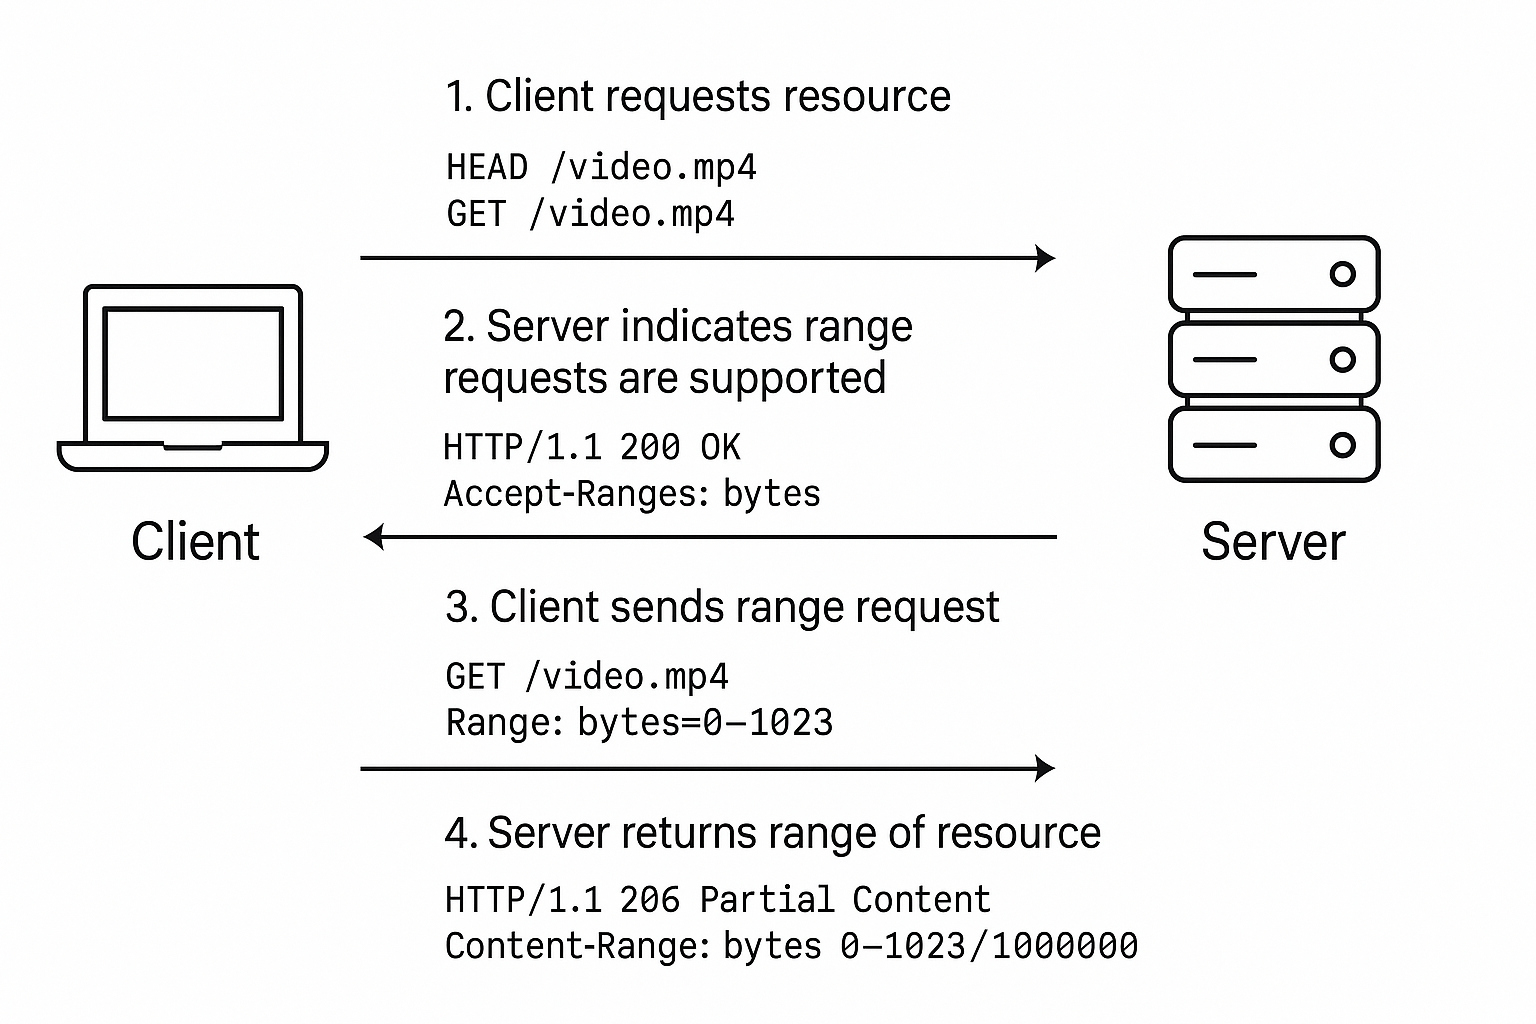 1. Client requests resource
HEAD /video.mp4
GET /video.mp4
2. Server indicates range
requests are supported
HTTP/1.1 200 OK
Accept-Ranges: bytes
Client
Server
3. Client sends range request
GET /video.mp4
Range: bytes=0–1023
4. Server returns range of resource
HTTP/1.1 206 Partial Content
Content-Range: bytes 0–1023/1000000